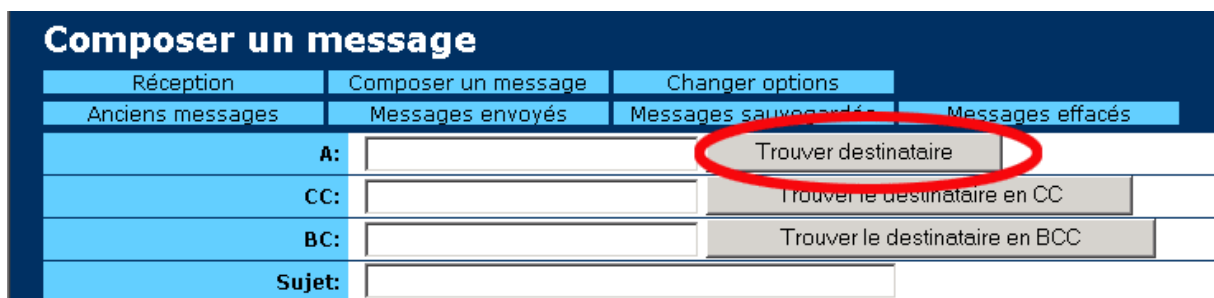 Composer un message
Réception Composer un message Changer options
Anciens messages Messages envoyés Messages sauvegardés Messages effacés
A: Trouver destinataire
CC: Trouver le destinataire en CC
BC: Trouver le destinataire en BCC
Sujet: